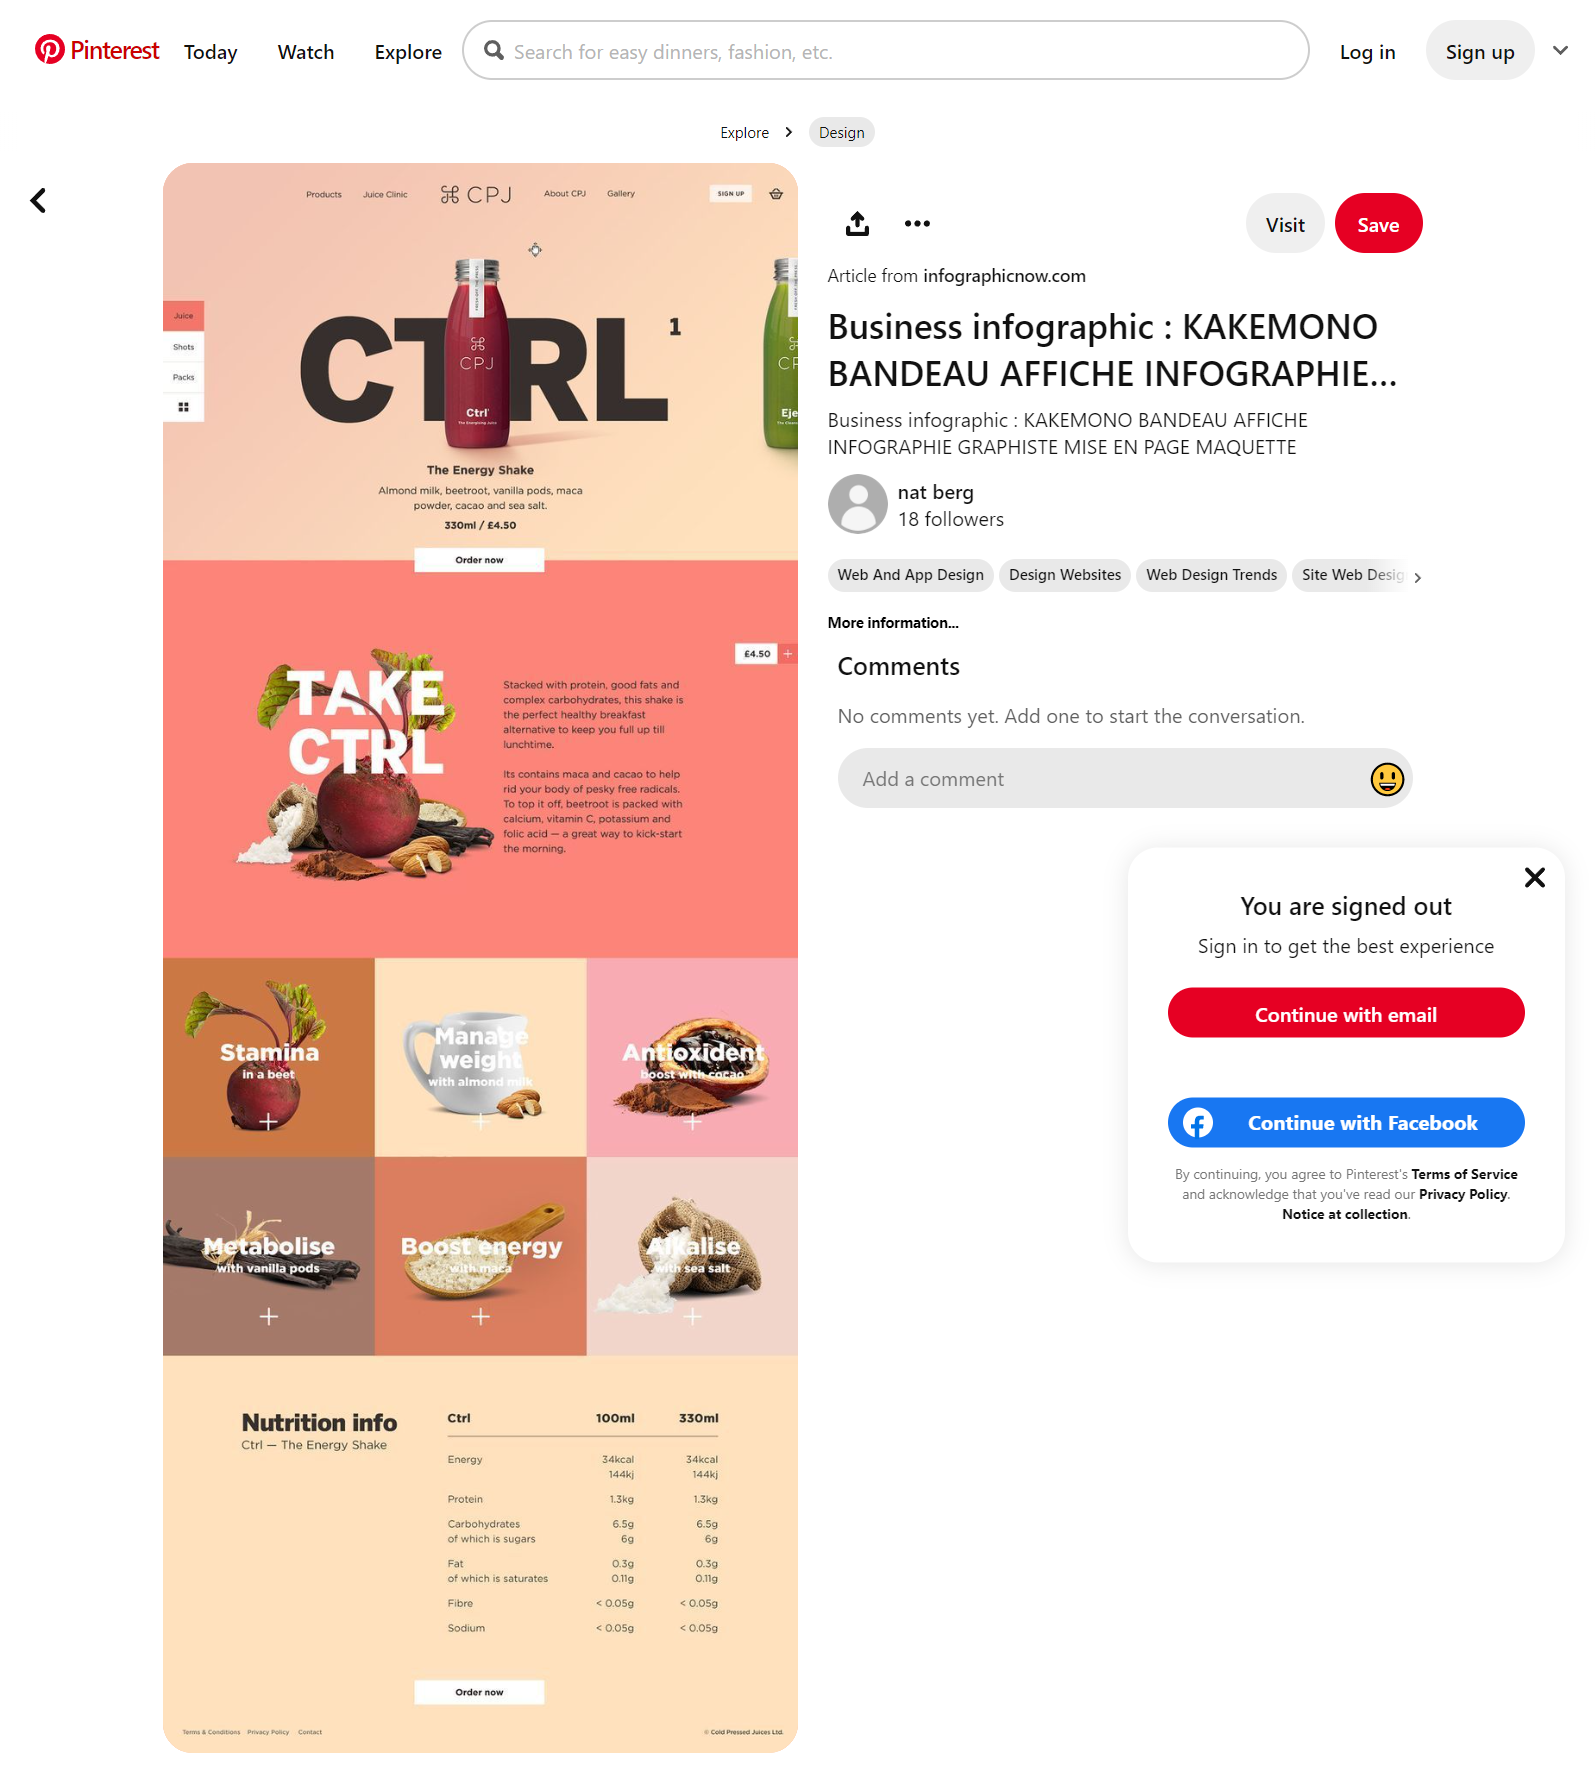 Pinterest
Today
Watch
Explore
Search for easy dinners, fashion, etc.
Log in
Sign up
Explore
Design
Products
Juice Clinic
CPJ
About CPJ
Gallery
SIGN UP
Juice
Shots
Packs
CTRL 1
FRESH OFF THE PRESS
CPJ
Ctrl'
The Energising Juice
CP
Eje
The Cleans
The Energy Shake
Almond milk, beetroot, vanilla pods, maca
powder, cacao and sea salt.
330ml / £4.50
Order now
£4.50 +
TAKE
CTRL
Stacked with protein, good fats and
complex carbohydrates, this shake is
the perfect healthy breakfast
alternative to keep you full up till
lunchtime.
Its contains maca and cacao to help
rid your body of pesky free radicals.
To top it off, beetroot is packed with
calcium, vitamin C, potassium and
folic acid — a great way to kick-start
the morning.
Stamina
in a beet
+
Manage
weight
with almond milk
+
Antioxident
boost with cocao
+
Metabolise
with vanilla pods
+
Boost energy
with maca
+
Alkalise
with sea salt
+
Nutrition info
Ctrl — The Energy Shake
Ctrl 100ml 330ml
Energy 34kcal 34kcal
144kj 144kj
Protein 1.3kg 1.3kg
Carbohydrates 6.5g 6.5g
of which is sugars 6g 6g
Fat 0.3g 0.3g
of which is saturates 0.11g 0.11g
Fibre < 0.05g < 0.05g
Sodium < 0.05g < 0.05g
Order now
Terms & Conditions Privacy Policy Contact
© Cold Pressed Juices Ltd.
Visit
Save
Article from infographicnow.com
Business infographic : KAKEMONO
BANDEAU AFFICHE INFOGRAPHIE...
Business infographic : KAKEMONO BANDEAU AFFICHE
INFOGRAPHIE GRAPHISTE MISE EN PAGE MAQUETTE
nat berg
18 followers
Web And App Design
Design Websites
Web Design Trends
Site Web Desig
More information...
Comments
No comments yet. Add one to start the conversation.
Add a comment
You are signed out
Sign in to get the best experience
Continue with email
Continue with Facebook
By continuing, you agree to Pinterest's Terms of Service
and acknowledge that you've read our Privacy Policy.
Notice at collection.